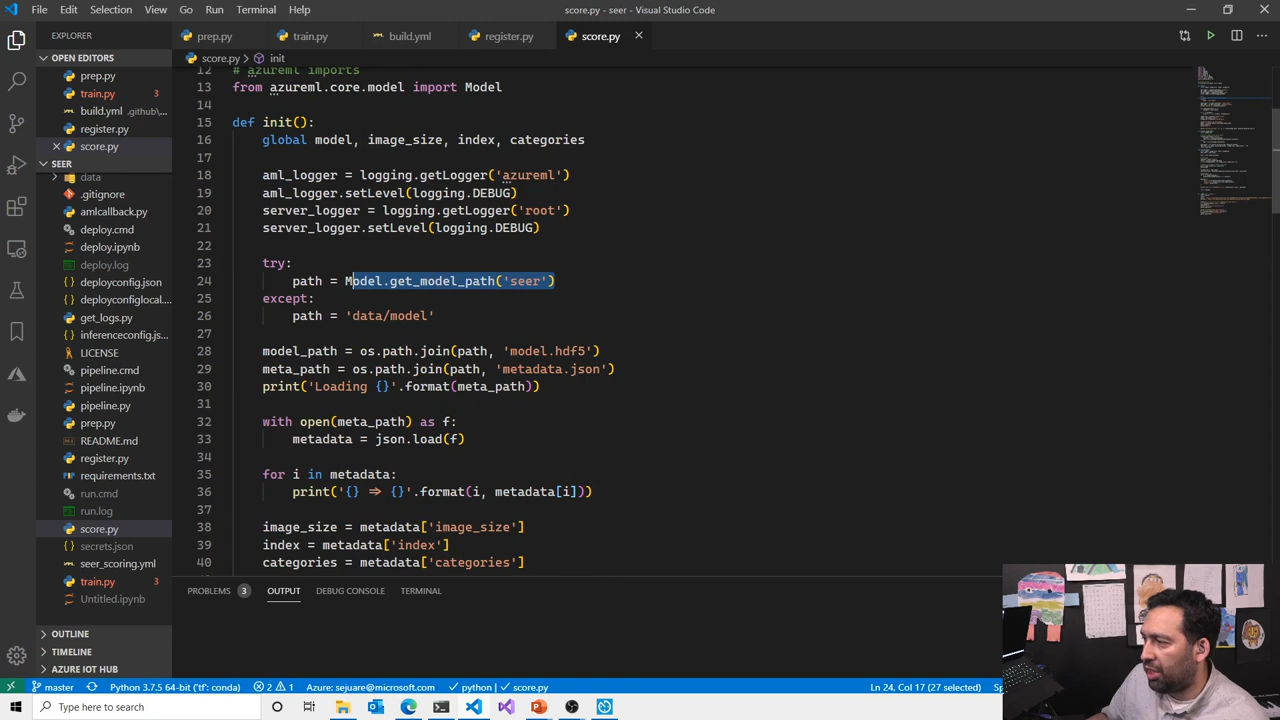 File Edit Selection View Go Run Terminal Help
score.py - seer - Visual Studio Code
EXPLORER
prep.py train.py build.yml register.py score.py
OPEN EDITORS
score.py > init
prep.py
train.py 3
build.yml .github\...
register.py
score.py
SEER
data
.gitignore
amlcallback.py
deploy.cmd
deploy.ipynb
deploy.log
deployconfig.json
deployconfiglocal....
get_logs.py
inferenceconfig.js...
LICENSE
pipeline.cmd
pipeline.ipynb
pipeline.py
prep.py
README.md
register.py
requirements.txt
run.cmd
run.log
score.py
secrets.json
seer_scoring.yml
train.py 3
Untitled.ipynb
OUTLINE
TIMELINE
AZURE IOT HUB
12 # azureml imports
13 from azureml.core.model import Model
14
15 def init():
16 global model, image_size, index, categories
17
18 aml_logger = logging.getLogger('azureml')
19 aml_logger.setLevel(logging.DEBUG)
20 server_logger = logging.getLogger('root')
21 server_logger.setLevel(logging.DEBUG)
22
23 try:
24 path = Model.get_model_path('seer')
25 except:
26 path = 'data/model'
27
28 model_path = os.path.join(path, 'model.hdf5')
29 meta_path = os.path.join(path, 'metadata.json')
30 print('Loading {}'.format(meta_path))
31
32 with open(meta_path) as f:
33 metadata = json.load(f)
34
35 for i in metadata:
36 print('{} => {}'.format(i, metadata[i]))
37
38 image_size = metadata['image_size']
39 index = metadata['index']
40 categories = metadata['categories']
PROBLEMS 3 OUTPUT DEBUG CONSOLE TERMINAL
master Python 3.7.5 64-bit ('tf': conda) 2 1 Azure: sejuare@microsoft.com python | score.py Ln 24, Col 17 (27 selected)
Type here to search